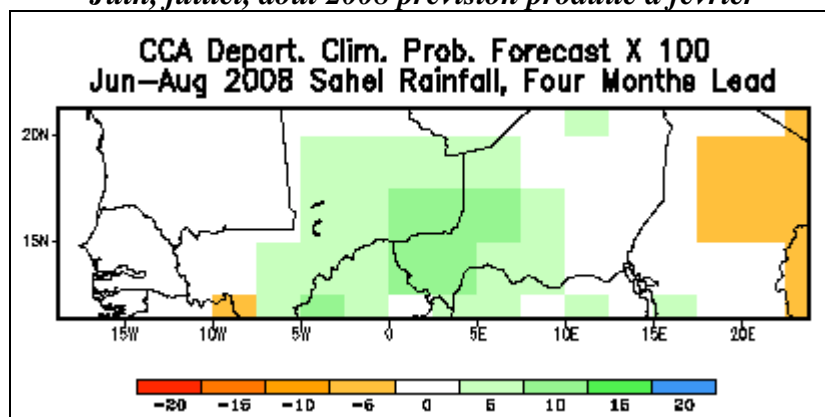 Juin, juillet, août 2008 prévision produite à février
CCA Depart. Clim. Prob. Forecast X 100
Jun-Aug 2008 Sahel Rainfall, Four Months Lead
20N
15N
15W 10W 5W 0 5E 10E 15E 20E
-20 -15 -10 -5 0 5 10 15 20